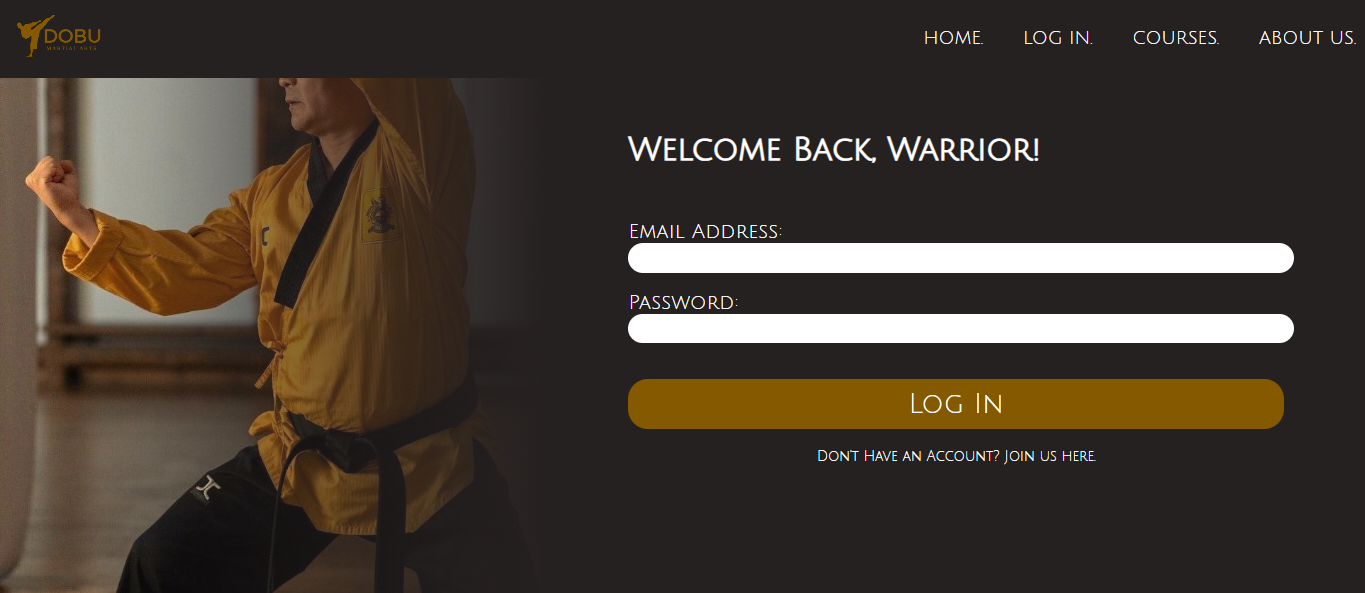 DOBU
MARTIAL ARTS
HOME. LOG IN. COURSES. ABOUT US.
Welcome Back, Warrior!
Email Address:
Password:
Log In
Don't Have an Account? Join us here.